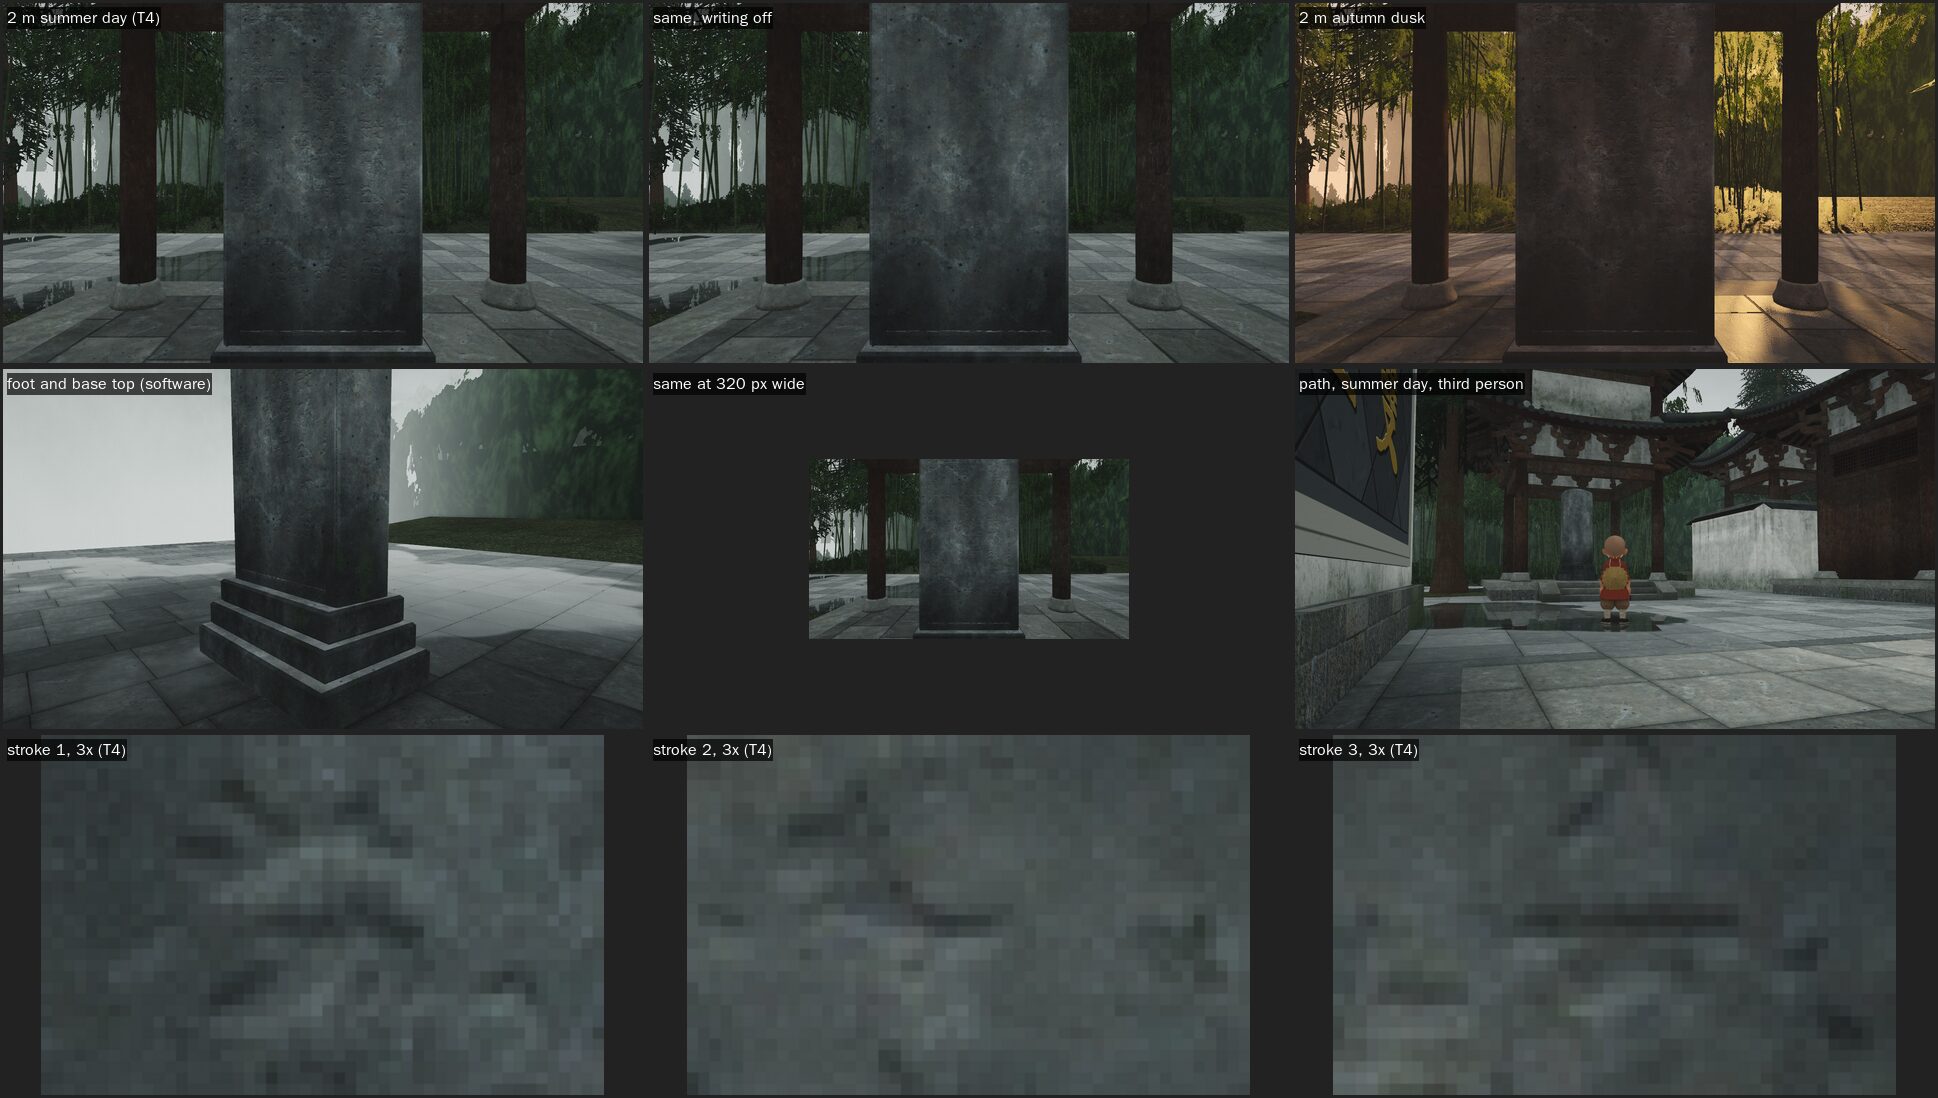 2 m summer day (T4)
same, writing off
2 m autumn dusk
foot and base top (software)
same at 320 px wide
path, summer day, third person
stroke 1, 3x (T4)
stroke 2, 3x (T4)
stroke 3, 3x (T4)